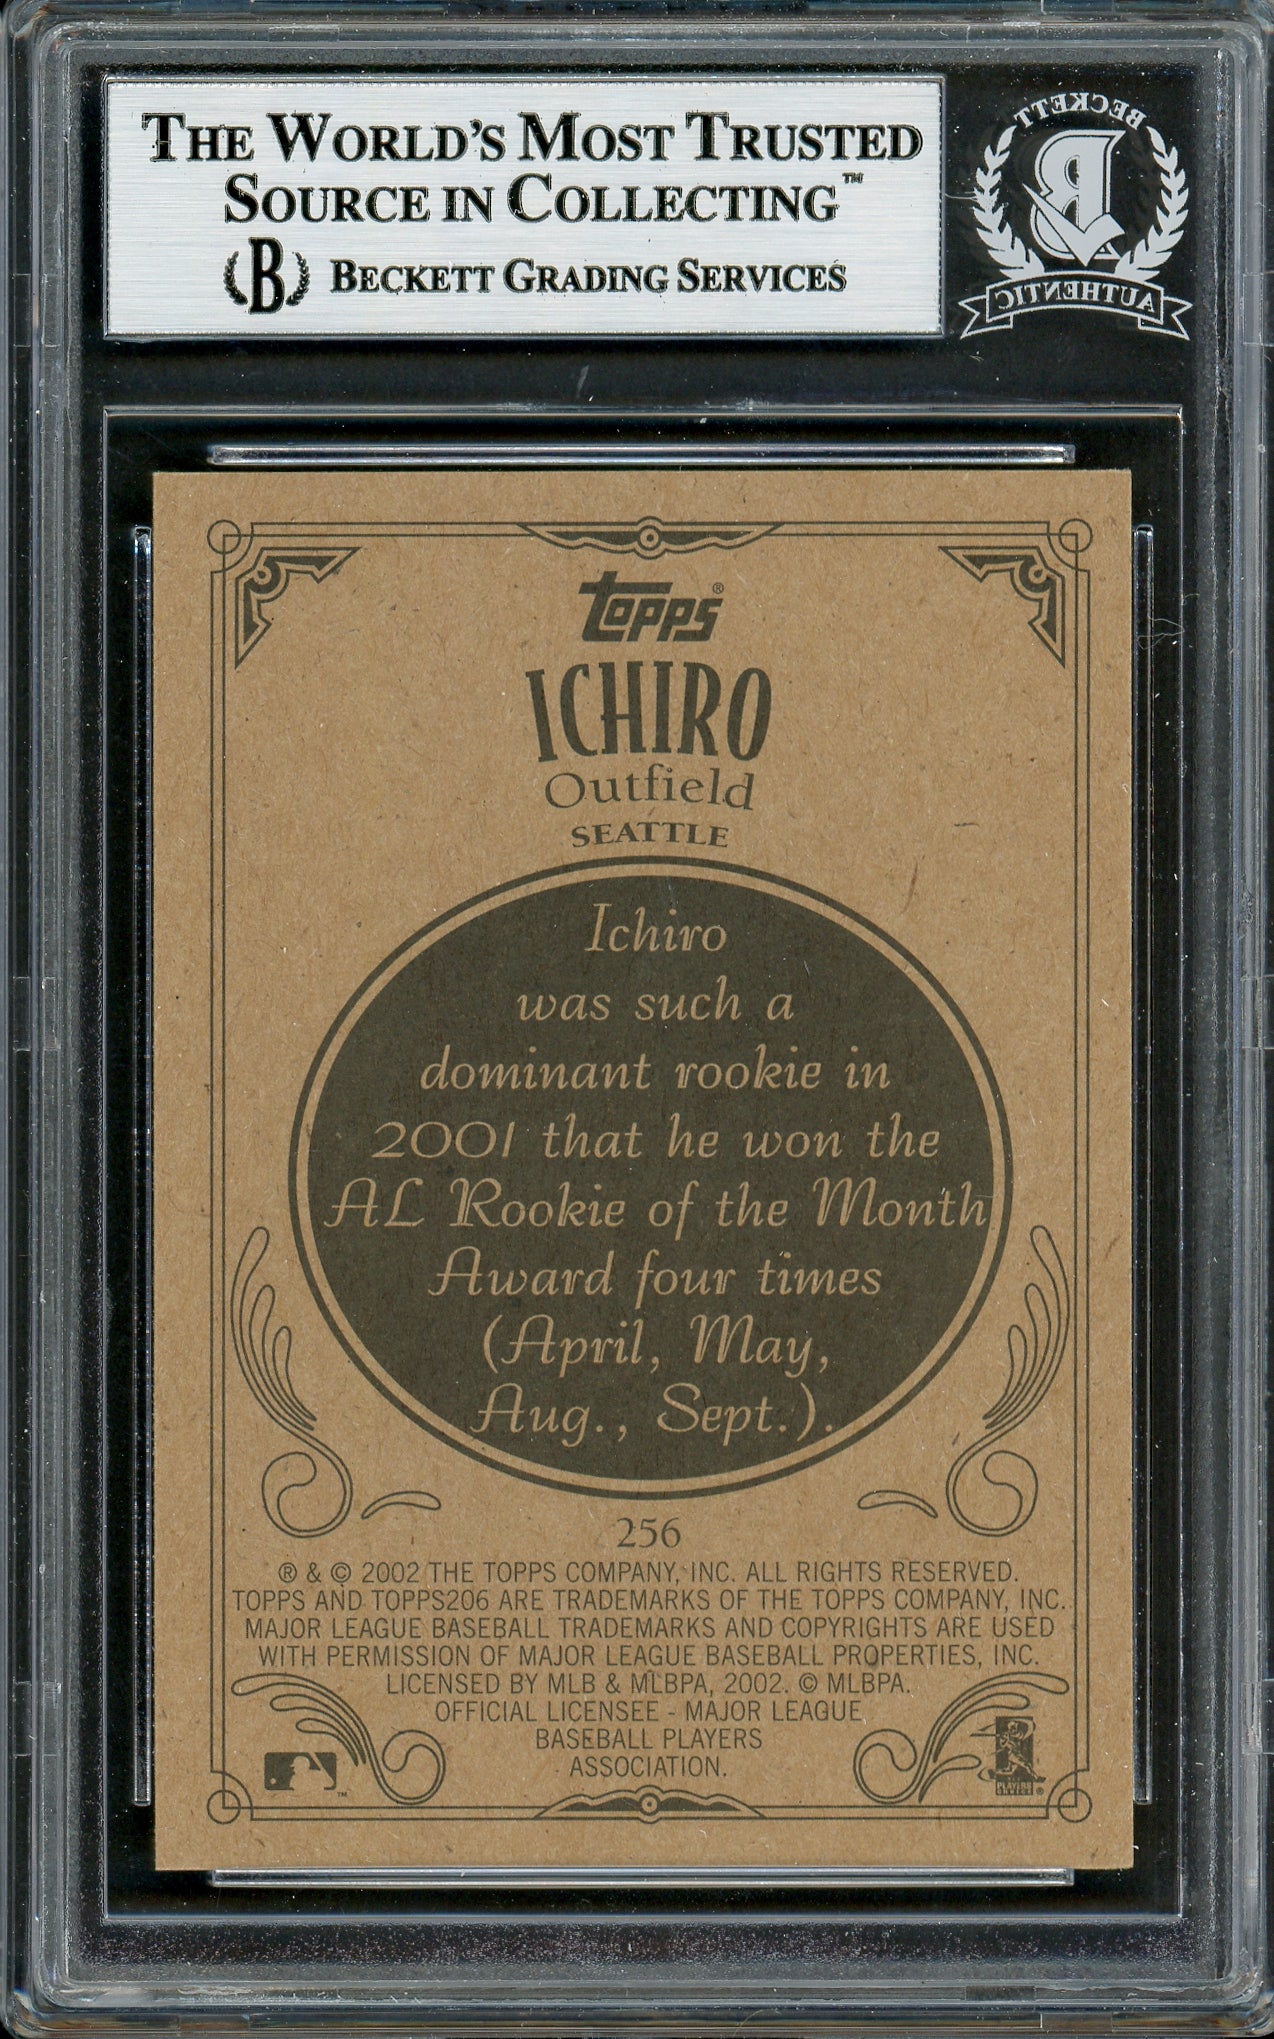 THE WORLD'S MOST TRUSTED
SOURCE IN COLLECTING™
B BECKETT GRADING SERVICES
BECKETT
B
AUTHENTIC
topps®
ICHIRO
Outfield
SEATTLE
Ichiro
was such a
dominant rookie in
2001 that he won the
AL Rookie of the Month
Award four times
(April, May,
Aug., Sept.).
256
® & © 2002 THE TOPPS COMPANY, INC. ALL RIGHTS RESERVED.
TOPPS AND TOPPS206 ARE TRADEMARKS OF THE TOPPS COMPANY, INC.
MAJOR LEAGUE BASEBALL TRADEMARKS AND COPYRIGHTS ARE USED
WITH PERMISSION OF MAJOR LEAGUE BASEBALL PROPERTIES, INC.
LICENSED BY MLB & MLBPA, 2002. © MLBPA.
OFFICIAL LICENSEE - MAJOR LEAGUE
BASEBALL PLAYERS
ASSOCIATION.
™
PLAYERS
CHOICE ®